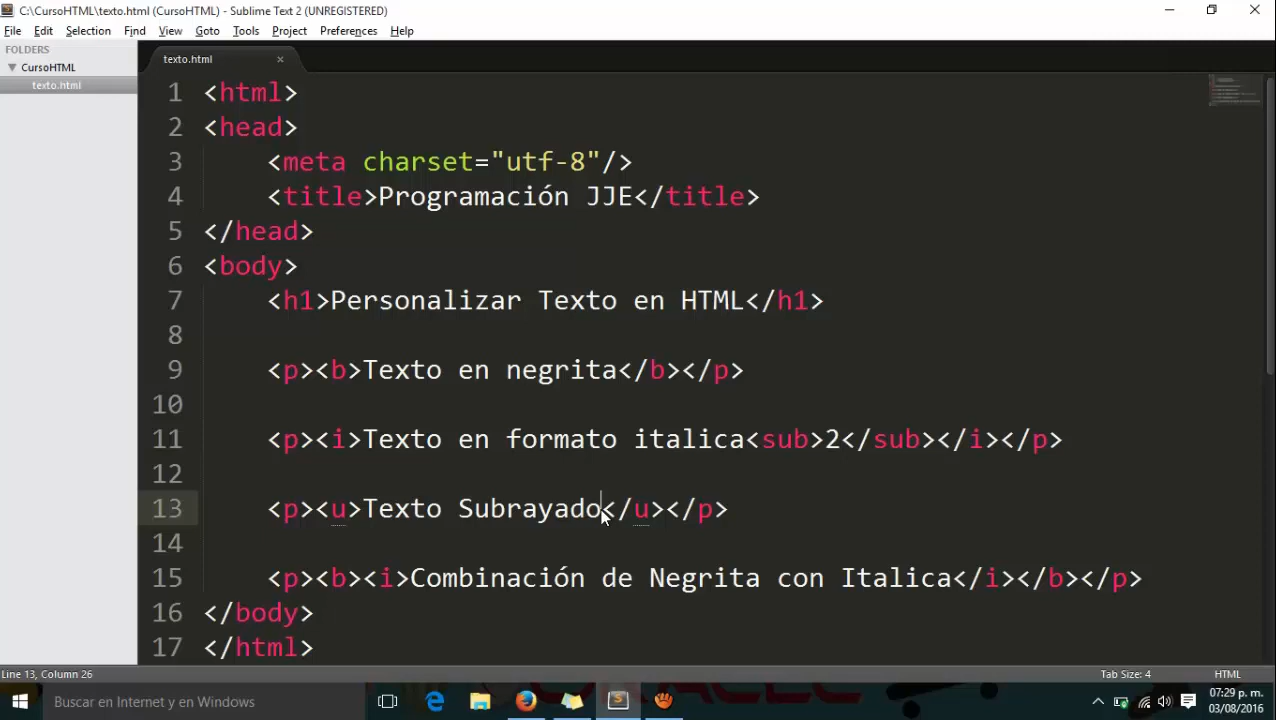 C:\CursoHTML\texto.html (CursoHTML) - Sublime Text 2 (UNREGISTERED)
File Edit Selection Find View Goto Tools Project Preferences Help
FOLDERS
CursoHTML
texto.html
texto.html ×
1 <html>
2 <head>
3 <meta charset="utf-8"/>
4 <title>Programación JJE</title>
5 </head>
6 <body>
7 <h1>Personalizar Texto en HTML</h1>
8
9 <p><b>Texto en negrita</b></p>
10
11 <p><i>Texto en formato italica<sub>2</sub></i></p>
12
13 <p><u>Texto Subrayado</u></p>
14
15 <p><b><i>Combinación de Negrita con Italica</i></b></p>
16 </body>
17 </html>
Line 13, Column 26
Tab Size: 4
HTML
Buscar en Internet y en Windows
07:29 p. m.
03/08/2016